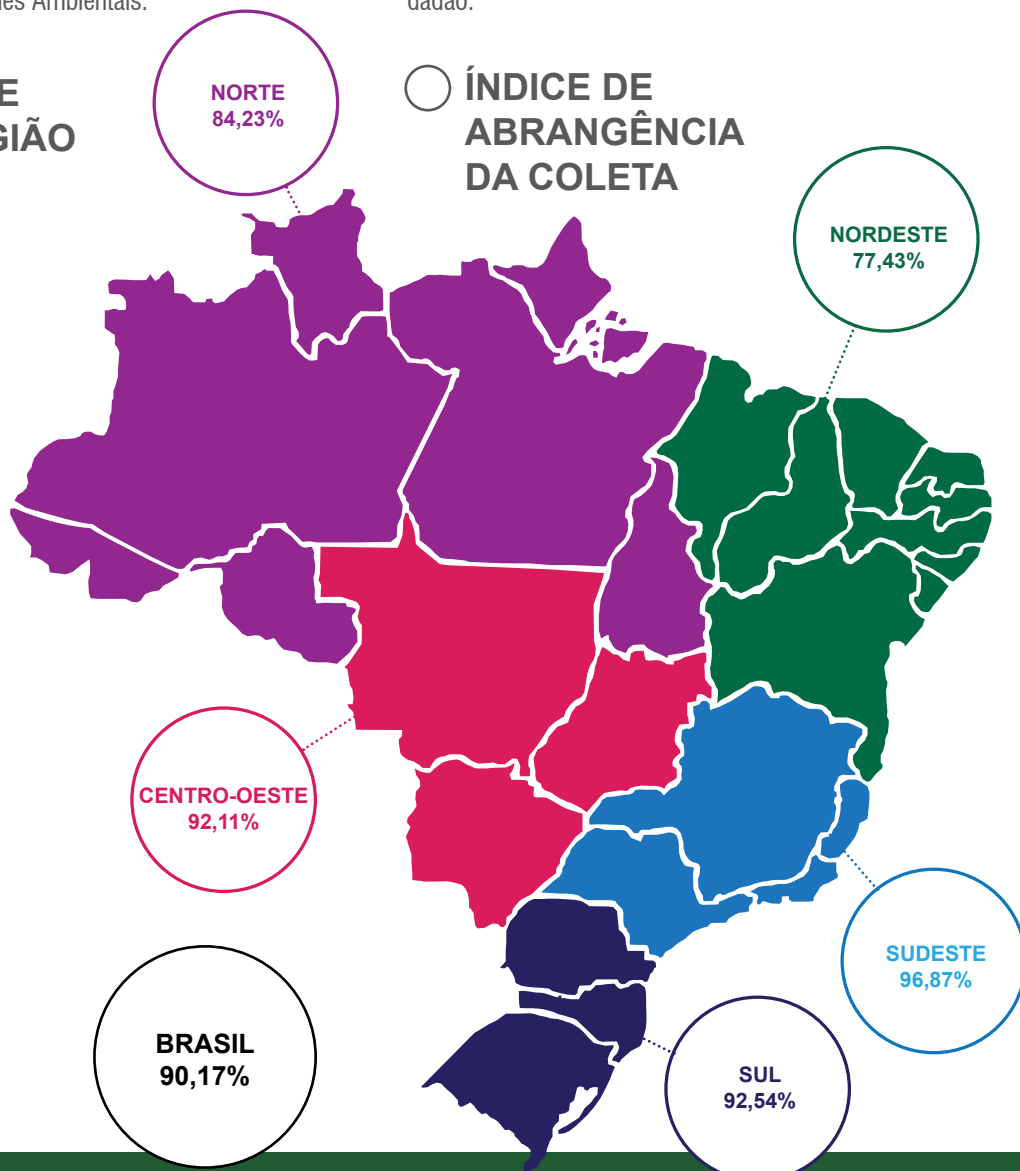 Ambientais.
NORTE
84,23%
ÍNDICE DE
ABRANGÊNCIA
DA COLETA
NORDESTE
77,43%
CENTRO-OESTE
92,11%
SUDESTE
96,87%
BRASIL
90,17%
SUL
92,54%